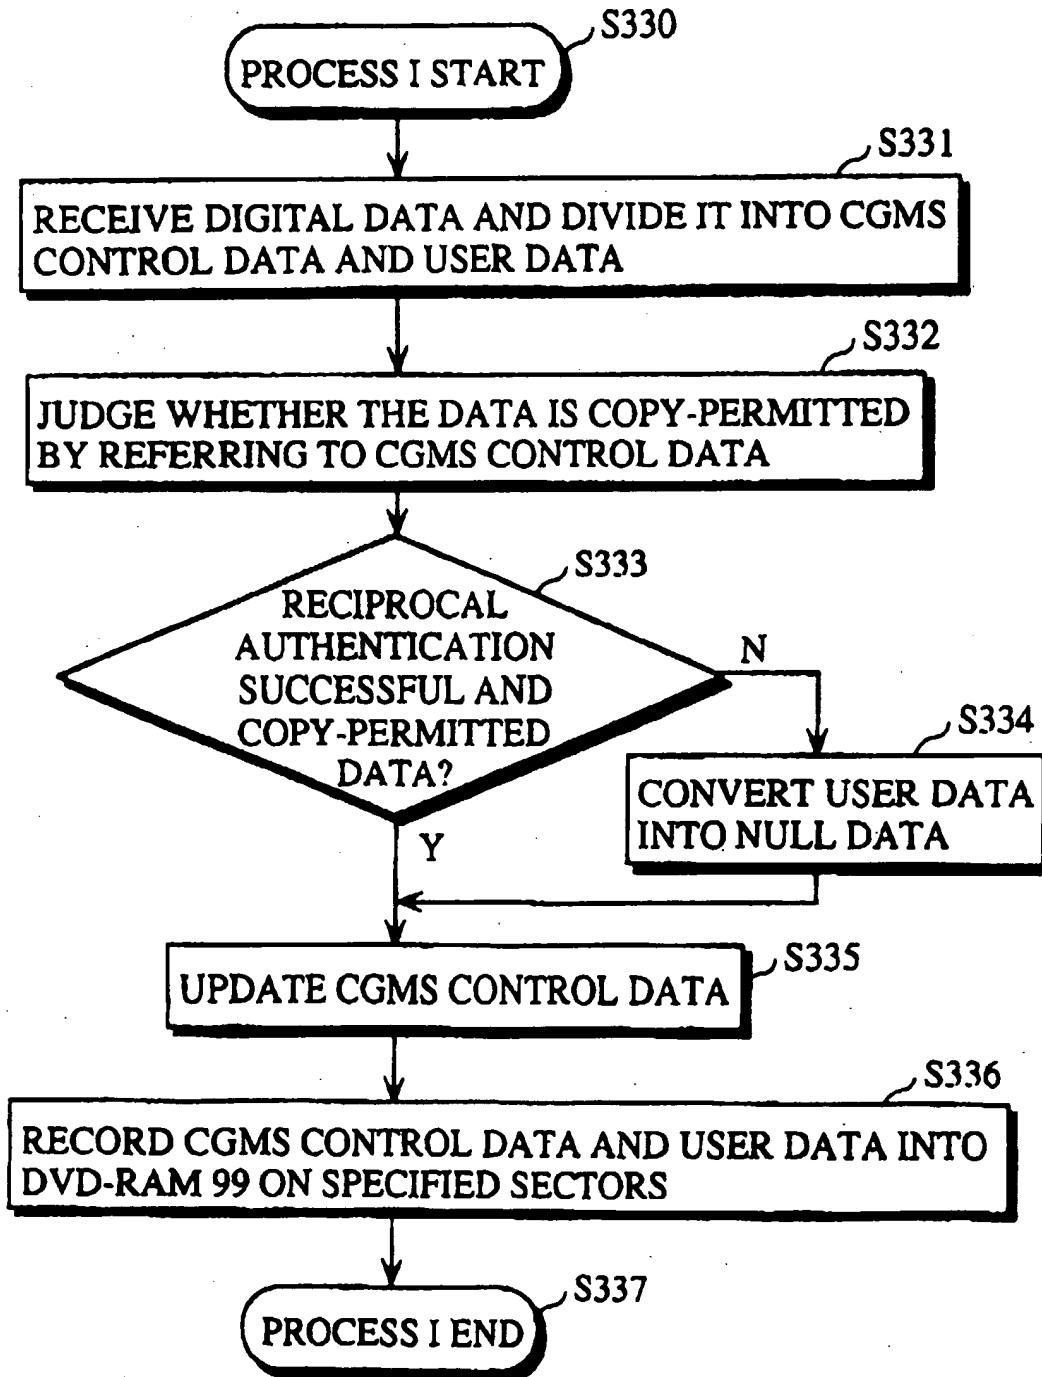 S330
PROCESS I START
S331
RECEIVE DIGITAL DATA AND DIVIDE IT INTO CGMS
CONTROL DATA AND USER DATA
S332
JUDGE WHETHER THE DATA IS COPY-PERMITTED
BY REFERRING TO CGMS CONTROL DATA
S333
RECIPROCAL
AUTHENTICATION
SUCCESSFUL AND
COPY-PERMITTED
DATA?
N
S334
CONVERT USER DATA
INTO NULL DATA
Y
S335
UPDATE CGMS CONTROL DATA
S336
RECORD CGMS CONTROL DATA AND USER DATA INTO
DVD-RAM 99 ON SPECIFIED SECTORS
S337
PROCESS I END